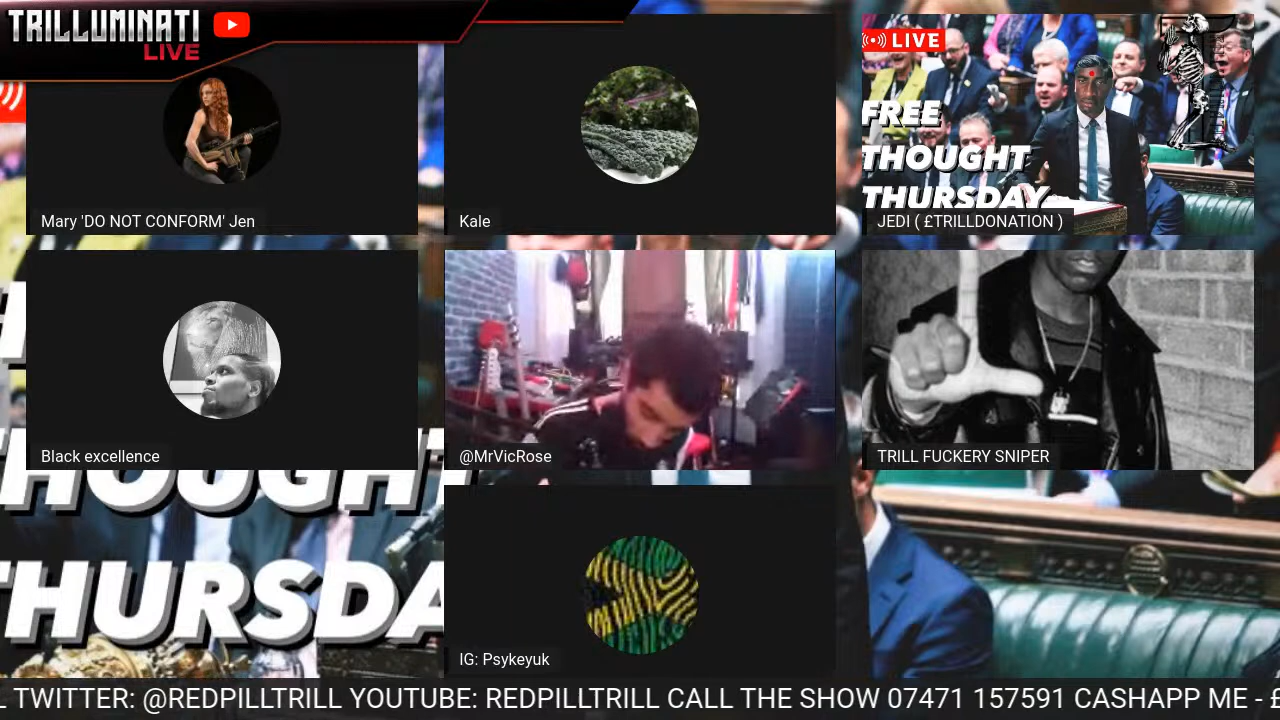 TRILLUMINATI
LIVE
Mary 'DO NOT CONFORM' Jen
Kale
LIVE
FREE
THOUGHT
THURSDAY
JEDI ( £TRILLDONATION )
Black excellence
@MrVicRose
TRILL FUCKERY SNIPER
THOUGHT
THURSDA
IG: Psykeyuk
L TWITTER: @REDPILLTRILL YOUTUBE: REDPILLTRILL CALL THE SHOW 07471 157591 CASHAPP ME - £